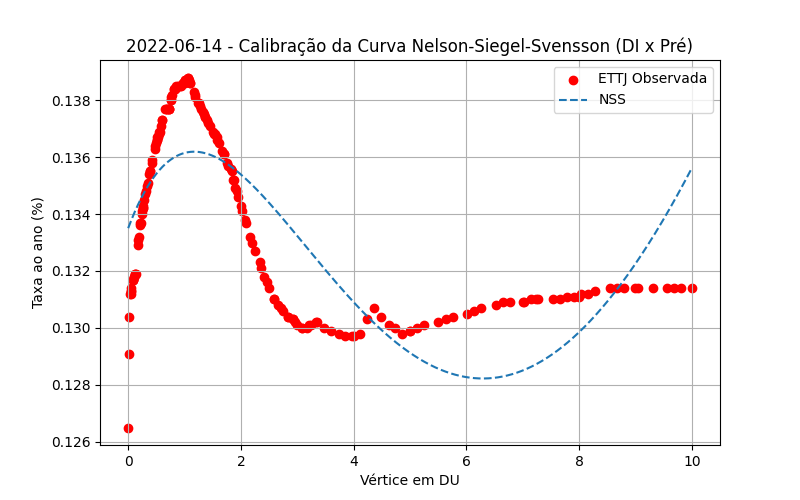 2022-06-14 - Calibração da Curva Nelson-Siegel-Svensson (DI x Pré)
ETTJ Observada
NSS
Taxa ao ano (%)
0.138
0.136
0.134
0.132
0.130
0.128
0.126
0 2 4 6 8 10
Vértice em DU